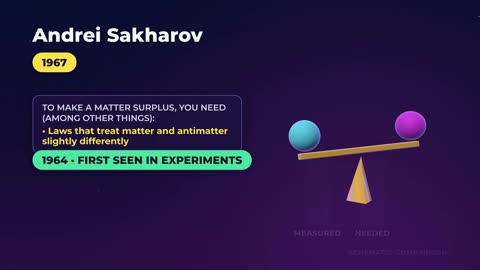 Andrei Sakharov
1967
TO MAKE A MATTER SURPLUS, YOU NEED
(AMONG OTHER THINGS):
• Laws that treat matter and antimatter
slightly differently
1964 • FIRST SEEN IN EXPERIMENTS
MEASURED NEEDED
SCHEMATIC COMPARISON